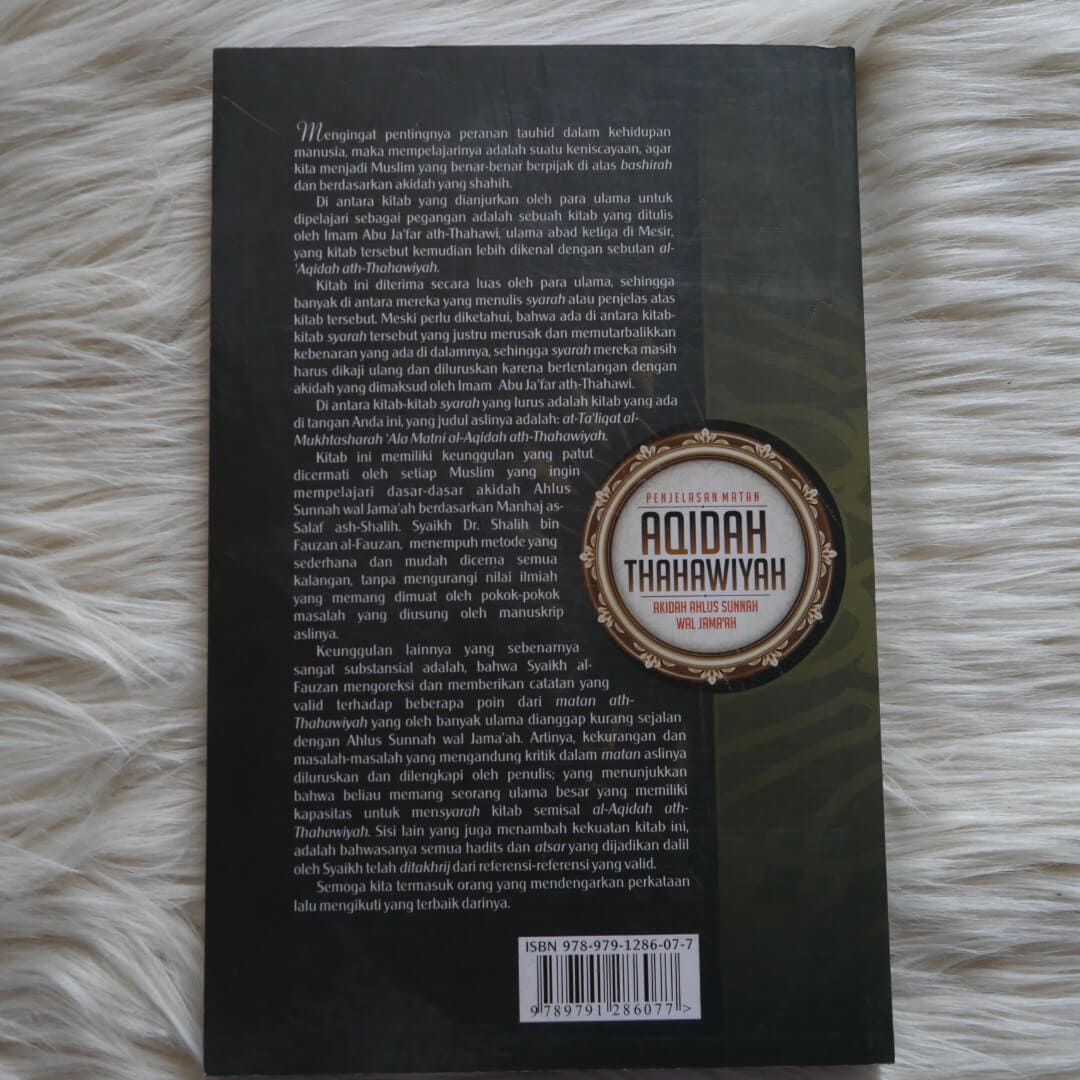 Mengingat pentingnya peranan tauhid dalam kehidupan
manusia, maka mempelajarinya adalah suatu keniscayaan, agar
kita menjadi Muslim yang benar-benar berpijak di atas bashirah
dan berdasarkan akidah yang shahih.
Di antara kitab yang dianjurkan oleh para ulama untuk
dipelajari sebagai pegangan adalah sebuah kitab yang ditulis
oleh Imam Abu Ja'far ath-Thahawi, ulama abad ketiga di Mesir,
yang kitab tersebut kemudian lebih dikenal dengan sebutan al-
'Aqidah ath-Thahawiyah.
Kitab ini diterima secara luas oleh para ulama, sehingga
banyak di antara mereka yang menulis syarah atau penjelas atas
kitab tersebut. Meski perlu diketahui, bahwa ada di antara kitab-
kitab syarah tersebut yang justru merusak dan memutarbalikkan
kebenaran yang ada di dalamnya, sehingga syarah mereka masih
harus dikaji ulang dan diluruskan karena bertentangan dengan
akidah yang dimaksud oleh Imam Abu Ja'far ath-Thahawi.
Di antara kitab-kitab syarah yang lurus adalah kitab yang ada
di tangan Anda ini, yang judul aslinya adalah: at-Ta'liqat al-
Mukhtasharah 'Ala Matni al-Aqidah ath-Thahawiyah.
Kitab ini memiliki keunggulan yang patut
dicermati oleh setiap Muslim yang ingin
mempelajari dasar-dasar akidah Ahlus
Sunnah wal Jama'ah berdasarkan Manhaj as-
Salaf ash-Shalih. Syaikh Dr. Shalih bin
Fauzan al-Fauzan, menempuh metode yang
sederhana dan mudah dicerna semua
kalangan, tanpa mengurangi nilai ilmiah
yang memang dimuat oleh pokok-pokok
masalah yang diusung oleh manuskrip
aslinya.
Keunggulan lainnya yang sebenarnya
sangat substansial adalah, bahwa Syaikh al-
Fauzan mengoreksi dan memberikan catatan yang
valid terhadap beberapa poin dari matan ath-
Thahawiyah yang oleh banyak ulama dianggap kurang sejalan
dengan Ahlus Sunnah wal Jama'ah. Artinya, kekurangan dan
masalah-masalah yang mengandung kritik dalam matan aslinya
diluruskan dan dilengkapi oleh penulis; yang menunjukkan
bahwa beliau memang seorang ulama besar yang memiliki
kapasitas untuk mensyarah kitab semisal al-Aqidah ath-
Thahawiyah. Sisi lain yang juga menambah kekuatan kitab ini,
adalah bahwasanya semua hadits dan atsar yang dijadikan dalil
oleh Syaikh telah ditakhrij dari referensi-referensi yang valid.
Semoga kita termasuk orang yang mendengarkan perkataan
lalu mengikuti yang terbaik darinya.
PENJELASAN MATAN
AQIDAH
THAHAWIYAH
AKIDAH AHLUS SUNNAH
WAL JAMA'AH
ISBN 978-979-1286-07-7
9 789791 286077 >